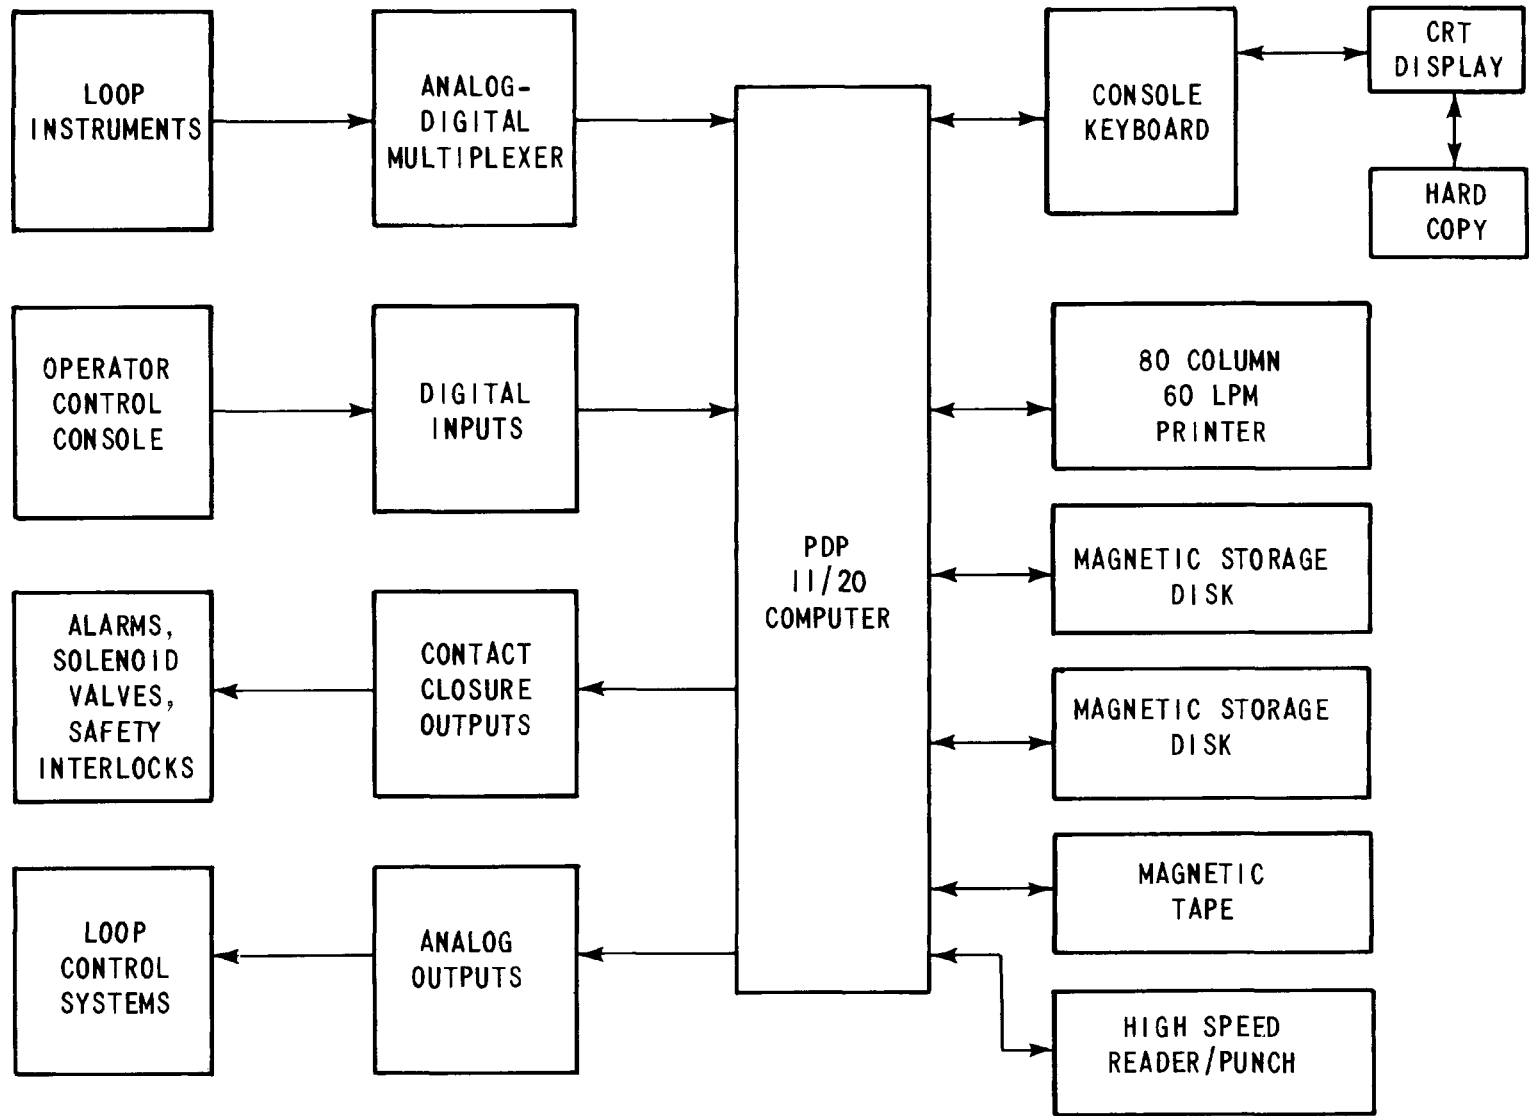 LOOP
INSTRUMENTS
ANALOG-
DIGITAL
MULTIPLEXER
CONSOLE
KEYBOARD
CRT
DISPLAY
HARD
COPY
OPERATOR
CONTROL
CONSOLE
DIGITAL
INPUTS
80 COLUMN
60 LPM
PRINTER
PDP
11/20
COMPUTER
MAGNETIC STORAGE
DISK
ALARMS,
SOLENOID
VALVES,
SAFETY
INTERLOCKS
CONTACT
CLOSURE
OUTPUTS
MAGNETIC STORAGE
DISK
MAGNETIC
TAPE
LOOP
CONTROL
SYSTEMS
ANALOG
OUTPUTS
HIGH SPEED
READER/PUNCH